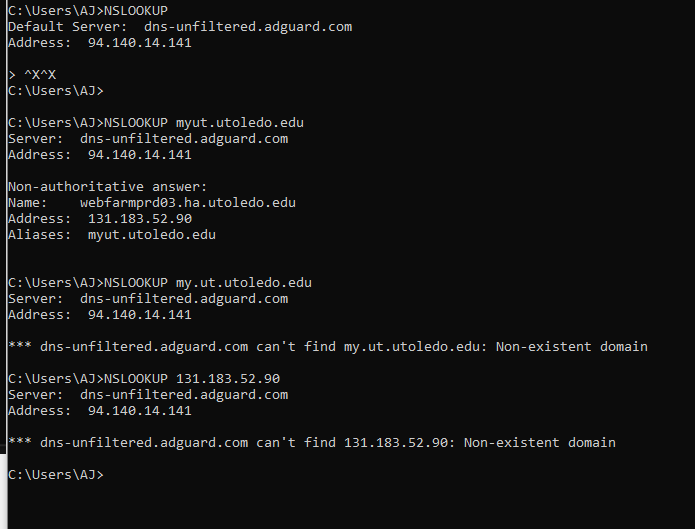 C:\Users\AJ>NSLOOKUP
Default Server:  dns-unfiltered.adguard.com
Address:  94.140.14.141
> ^X^X
C:\Users\AJ>
C:\Users\AJ>NSLOOKUP myut.utoledo.edu
Server:  dns-unfiltered.adguard.com
Address:  94.140.14.141
Non-authoritative answer:
Name:    webfarmprd03.ha.utoledo.edu
Address:  131.183.52.90
Aliases:  myut.utoledo.edu
C:\Users\AJ>NSLOOKUP my.ut.utoledo.edu
Server:  dns-unfiltered.adguard.com
Address:  94.140.14.141
*** dns-unfiltered.adguard.com can't find my.ut.utoledo.edu: Non-existent domain
C:\Users\AJ>NSLOOKUP 131.183.52.90
Server:  dns-unfiltered.adguard.com
Address:  94.140.14.141
*** dns-unfiltered.adguard.com can't find 131.183.52.90: Non-existent domain
C:\Users\AJ>